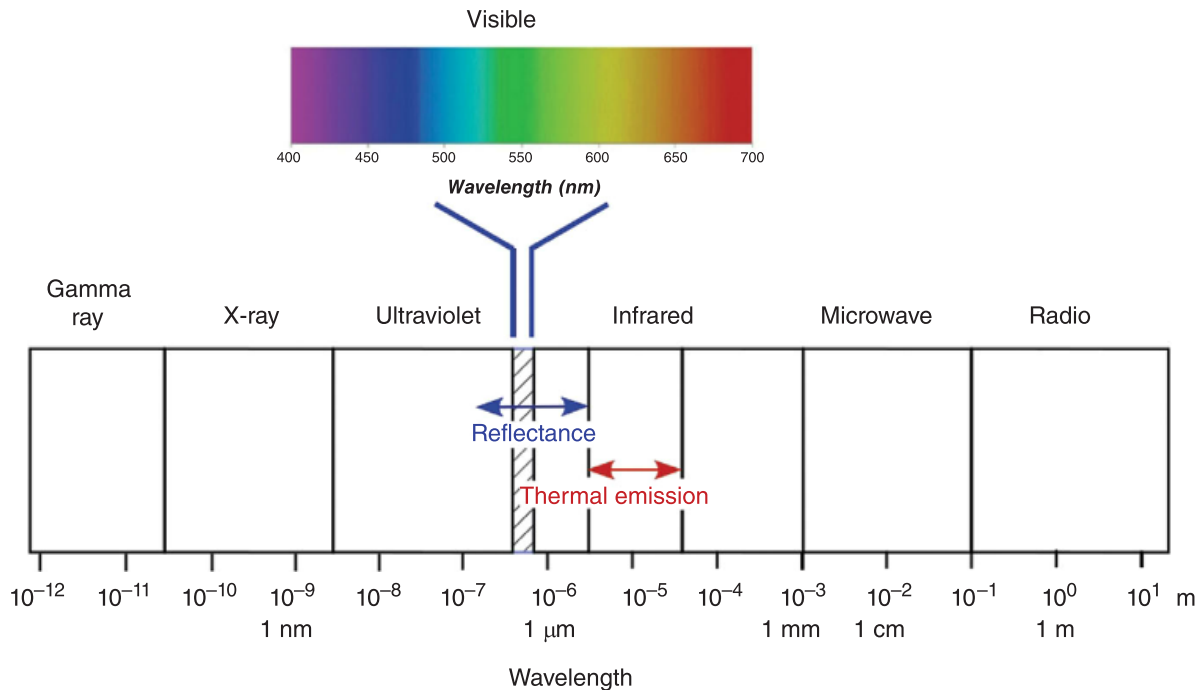 Visible
400 450 500 550 600 650 700
Wavelength (nm)
Gamma
ray
X-ray
Ultraviolet
Infrared
Microwave
Radio
Reflectance
Thermal emission
10⁻¹² 10⁻¹¹ 10⁻¹⁰ 10⁻⁹ 10⁻⁸ 10⁻⁷ 10⁻⁶ 10⁻⁵ 10⁻⁴ 10⁻³ 10⁻² 10⁻¹ 10⁰ 10¹ m
1 nm 1 μm 1 mm 1 cm 1 m
Wavelength